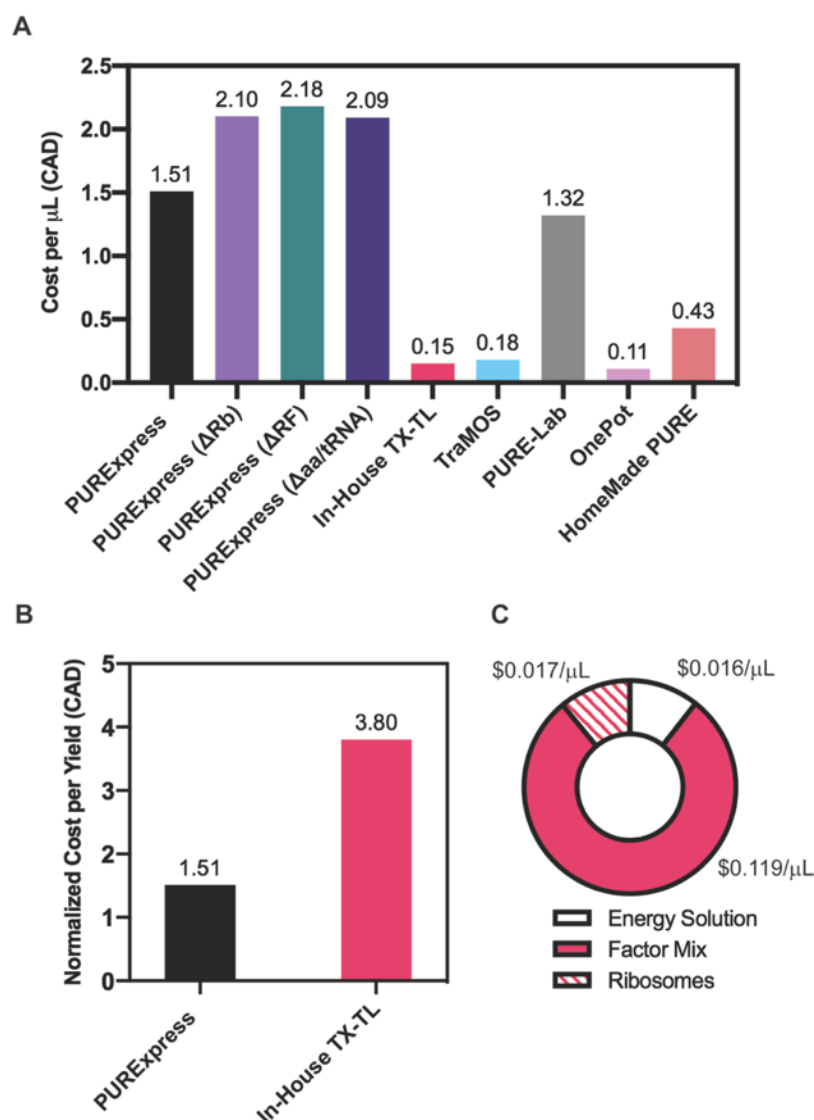 A
Cost per μL (CAD)
2.5
2.0
1.5
1.0
0.5
0.0
1.51
2.10
2.18
2.09
0.15
0.18
1.32
0.11
0.43
PURExpress
PURExpress (ΔRb)
PURExpress (ΔRF)
PURExpress (Δaa/tRNA)
In-House TX-TL
TraMOS
PURE-Lab
OnePot
HomeMade PURE
B
Normalized Cost per Yield (CAD)
5
4
3
2
1
0
1.51
3.80
PURExpress
In-House TX-TL
C
$0.017/μL
$0.016/μL
$0.119/μL
Energy Solution
Factor Mix
Ribosomes